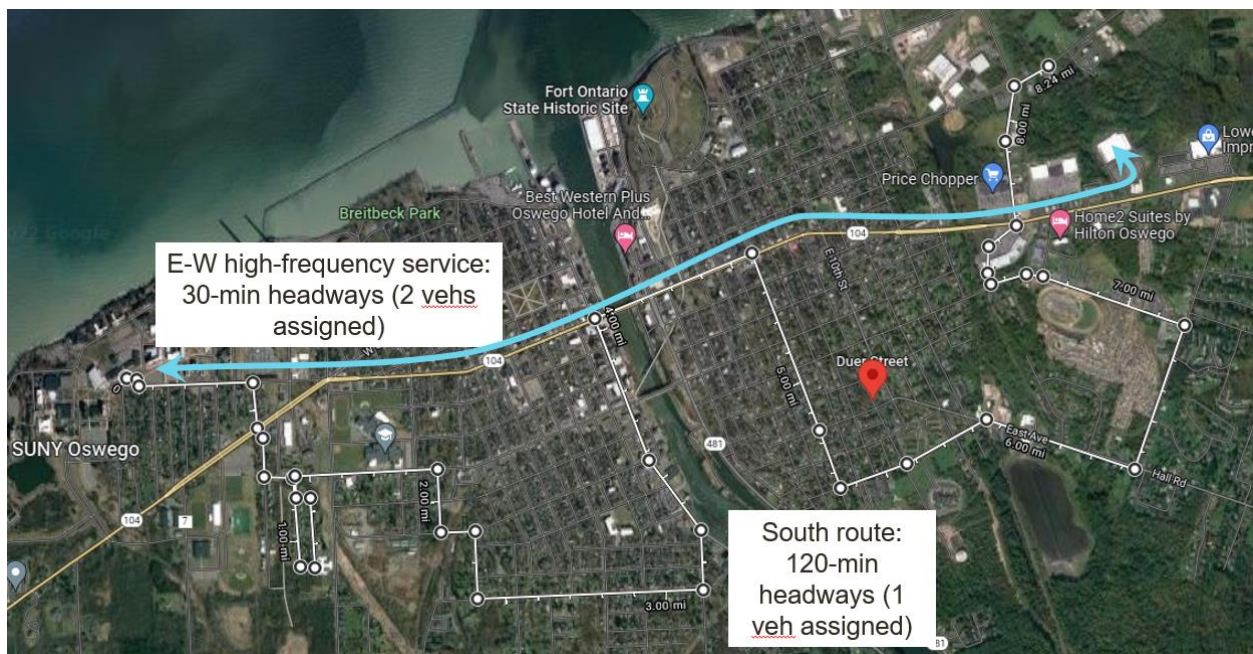 Fort Ontario
State Historic Site
8.24 mi
8.00 mi
Price Chopper
Breitbeck Park
Best Western Plus
Oswego Hotel And...
104
Home2 Suites by
Hilton Oswego
E 10th St
E-W high-frequency service:
30-min headways (2 vehs
assigned)
4.00 mi
7.00 mi
104
0
Duer Street
5.00 mi
SUNY Oswego
481
East Ave
6.00 mi
Hall Rd
2.00 mi
104
7
1.00 mi
South route:
120-min
headways (1
veh assigned)
3.00 mi